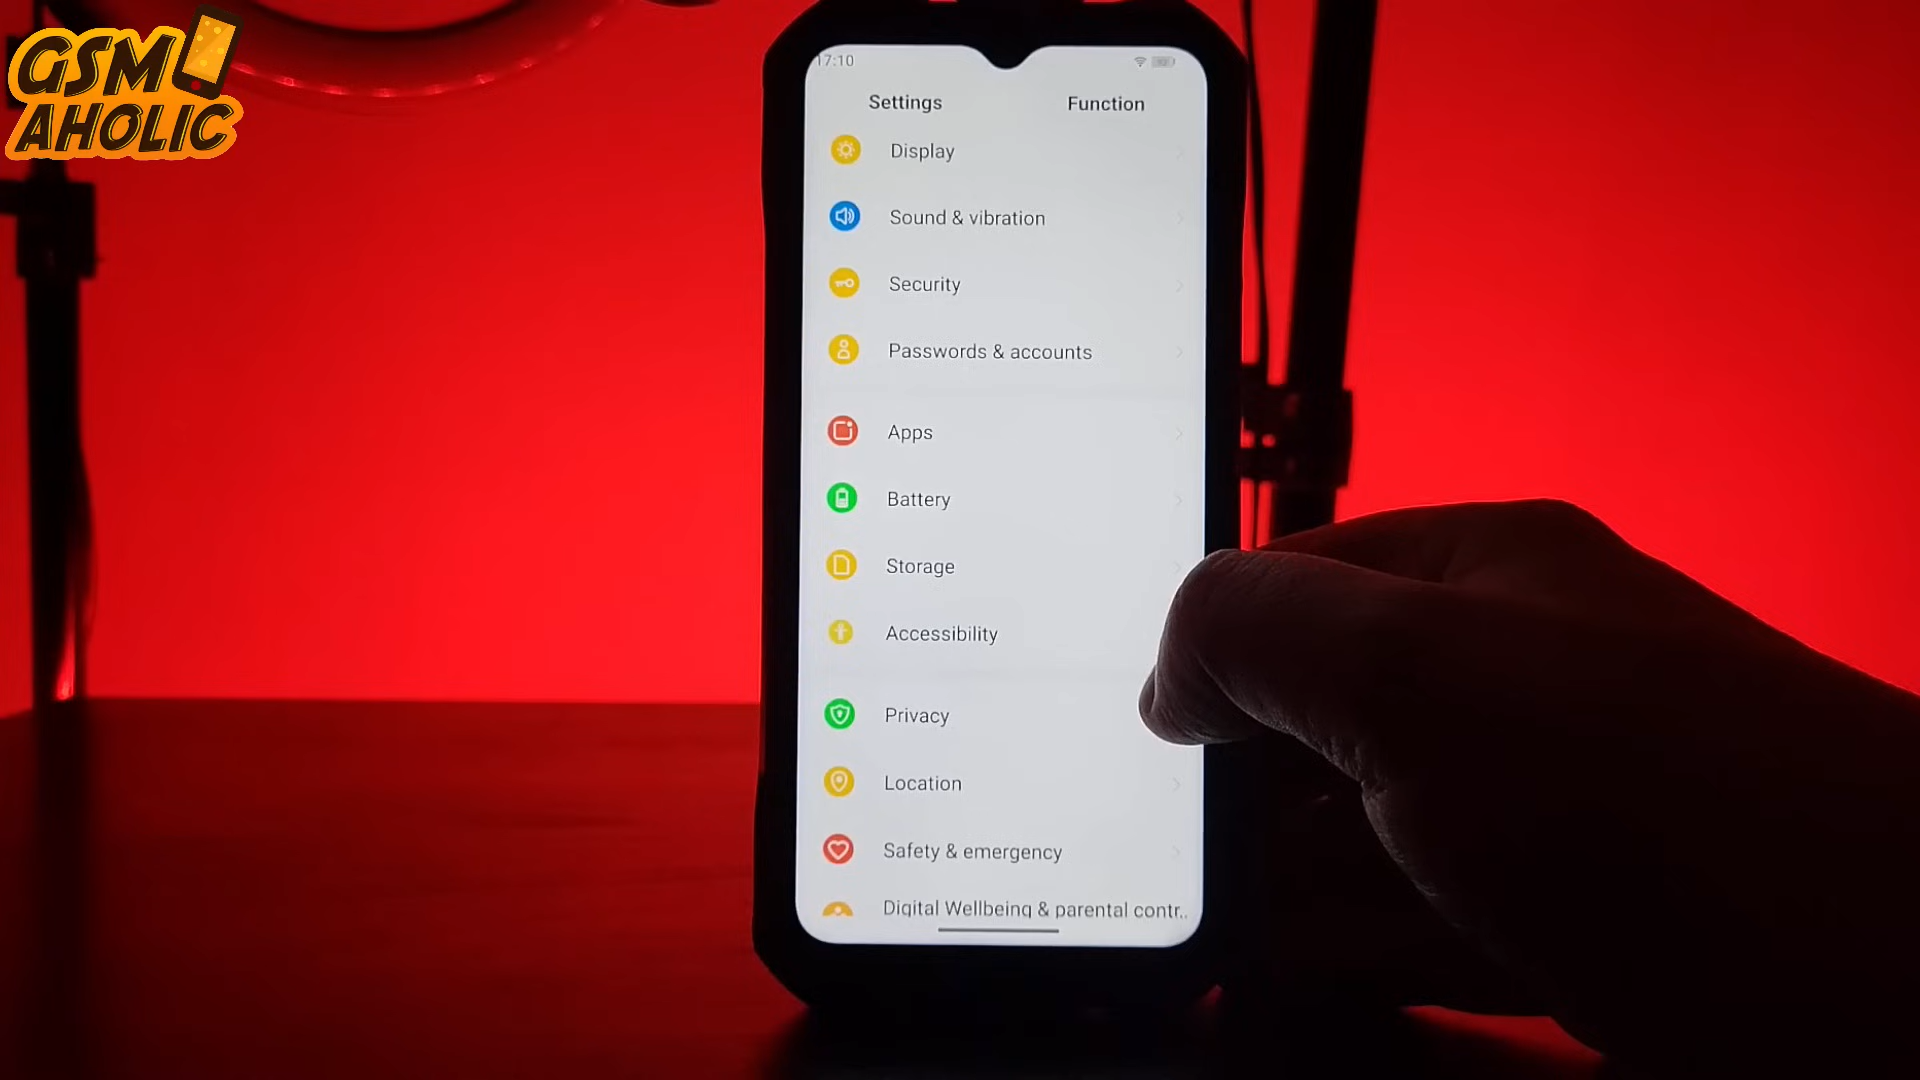 GSM
AHOLIC
17:10
Settings
Function
Display
Sound & vibration
Security
Passwords & accounts
Apps
Battery
Storage
Accessibility
Privacy
Location
Safety & emergency
Digital Wellbeing & parental contr..